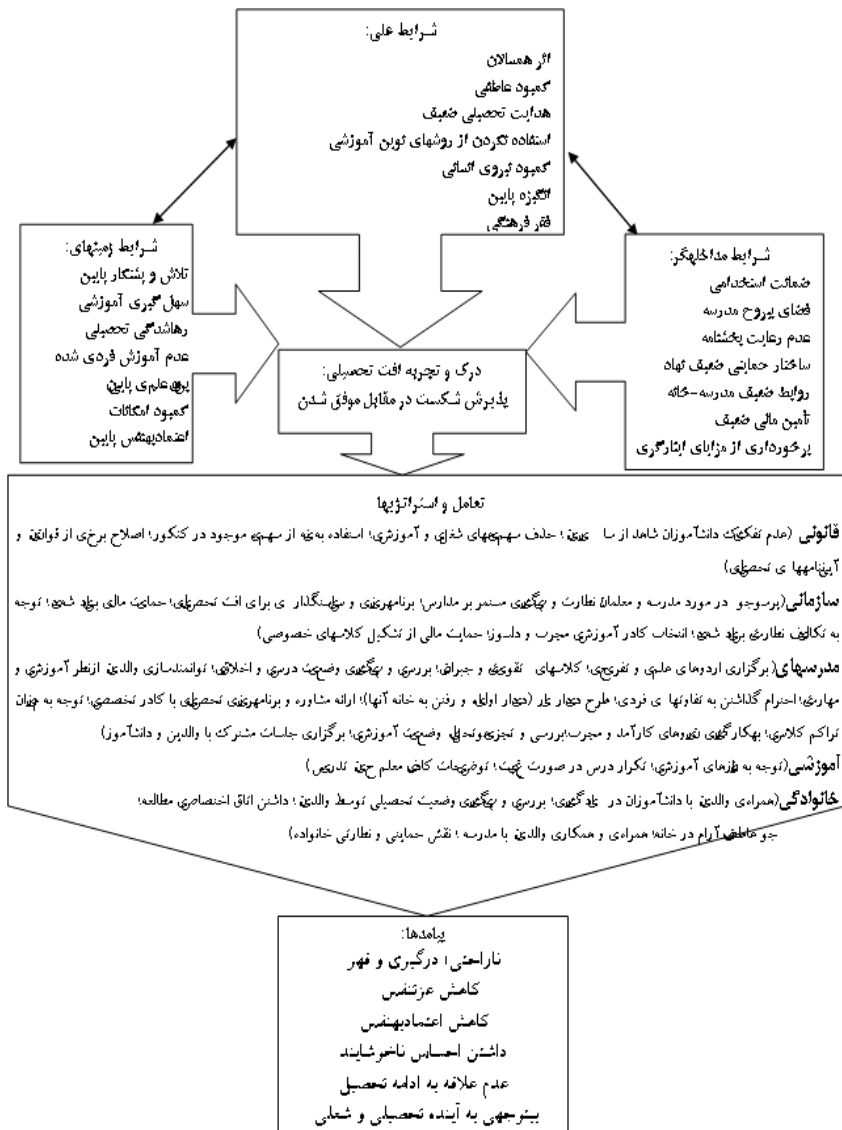 شرایط علی:
اثر همسالان
کمبود عاطفی
هدایت تحصیلی ضعیف
استفاده نکردن از روشهای نوین آموزشی
کمبود نیروی انسانی
انگیزه پایین
فقر فرهنگی
شرایط مداخلهگر:
ضمانت استخدامی
فضای بیروح مدرسه
عدم رعایت بخشنامه
ساختار حمایتی ضعیف نهاد
روابط ضعیف مدرسه-خانه
تأمین مالی ضعیف
برخورداری از مزایای ایثارگری
شرایط زمینهای:
تلاش و پشتکار پایین
سهل گیری آموزشی
رهاشدگی تحصیلی
عدم آموزش فردی شده
علمی پایین
کمبود امکانات
اعتمادبهنفس پایین
درک و تجربه افت تحصیلی:
پذیرش شکست در مقابل موفق شدن
تعامل و استراتژیها
قانونی (عدم تفکیک دانشآموزان شاهد از سایرین؛ حذف سهمیههای شغلی و آموزشی؛ استفاده بهینه از سهمیه موجود در کنکور؛ اصلاح برخی از قوانین و
آییننامهها ی تحصیلی)
سازمانی(پرسوجو در مورد مدرسه و معلمان؛ نظارت و پیگیری مستمر بر مدارس؛ برنامهریزی و سیاستگذار ی برای افت تحصیلی؛ حمایت مالی بنیاد شهید؛ توجه
به تکالیف نظارتی بنیاد شهید؛ انتخاب کادر آموزشی مجرب و دلسوز؛ حمایت مالی از تشکیل کلاسهای خصوصی)
مدرسهای(برگزاری اردوهای علمی و تفریحی؛ کلاسهای تقویتی و جبرانی؛ بررسی و پیگیری وضعیت درسی و اخلاقی؛ توانمندسازی والدین ازنظر آموزشی و
مهارتی؛ احترام گذاشتن به تفاوتها ی فردی؛ طرح دیدار یار (دیدار اولیاء و رفتن به خانه آنها)؛ ارائه مشاوره و برنامهریزی تحصیلی با کادر تخصصی؛ توجه به میزان
تراکم کلاسی؛ بهکارگیری نیروهای کارآمد و مجرب؛بررسی و تجزیهوتحلیل وضعیت آموزشی؛ برگزاری جلسات مشترک با والدین و دانشآموز)
آموزشی(توجه به نیازهای آموزشی؛ تکرار درس در صورت غیبت؛ توضیحات کافی معلم حین تدریس)
خانوادگی(همراهی والدین با دانشآموزان در یادگیری؛ بررسی و پیگیری وضعیت تحصیلی توسط والدین؛ داشتن اتاق اختصاصی مطالعه؛
جو عاطفی آرام در خانه؛ همراهی و همکاری والدین با مدرسه ؛ نقش حمایتی و نظارتی خانواده)
پیامدها:
ناراحتی، درگیری و قهر
کاهش عزتنفس
کاهش اعتمادبهنفس
داشتن احساس ناخوشایند
عدم علاقه به ادامه تحصیل
بیتوجهی به آینده تحصیلی و شغلی